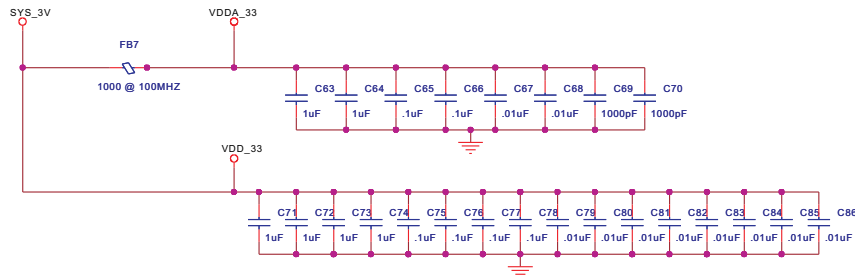 SYS_3V
VDDA_33
FB7
1000 @ 100MHZ
C63 C64 C65 C66 C67 C68 C69 C70
1uF 1uF .1uF .1uF .01uF .01uF 1000pF 1000pF
VDD_33
C71 C72 C73 C74 C75 C76 C77 C78 C79 C80 C81 C82 C83 C84 C85 C86
1uF 1uF 1uF 1uF .1uF .1uF .1uF .1uF .01uF .01uF .01uF .01uF .01uF .01uF .01uF .01uF